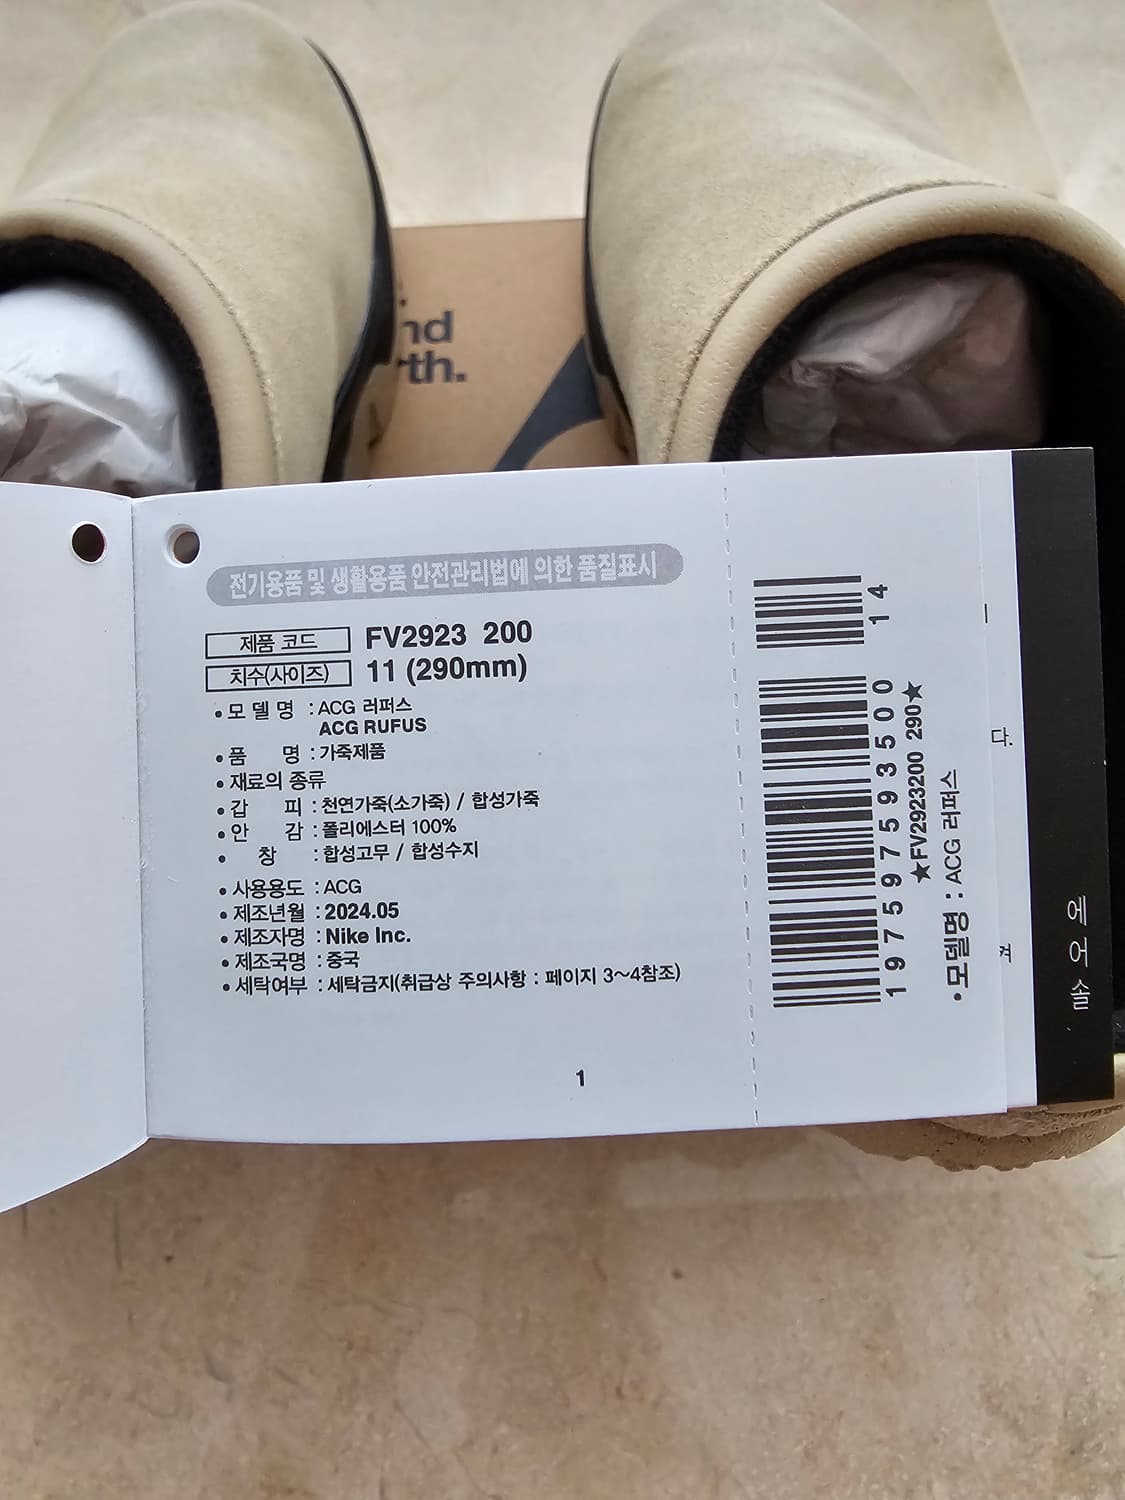 nd
rth.
전기용품 및 생활용품 안전관리법에 의한 품질표시
제품 코드 FV2923 200
치수(사이즈) 11 (290mm)
•모 델 명 : ACG 러퍼스
ACG RUFUS
•품 명 : 가죽제품
•재료의 종류
•갑 피 : 천연가죽(소가죽) / 합성가죽
•안 감 : 폴리에스터 100%
• 창 : 합성고무 / 합성수지
•사용용도 : ACG
•제조년월 : 2024.05
•제조자명 : Nike Inc.
•제조국명 : 중국
•세탁여부 : 세탁금지(취급상 주의사항 : 페이지 3~4참조)
1
14
197597593500
★FV2923200 290★
•모델명 : ACG 러퍼스
다.
켜
에어솔